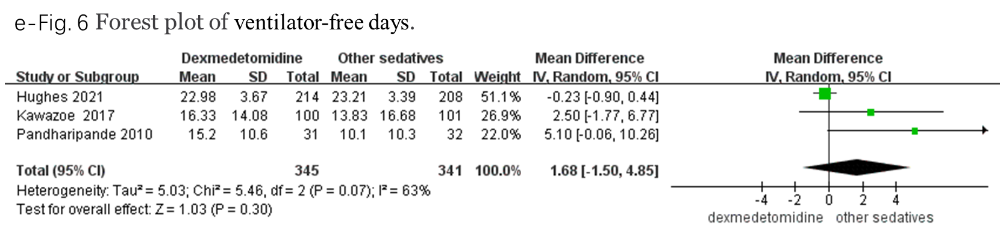 e-Fig. 6 Forest plot of ventilator-free days.
Dexmedetomidine Other sedatives Mean Difference Mean Difference
Study or Subgroup Mean SD Total Mean SD Total Weight IV, Random, 95% CI IV, Random, 95% CI
Hughes 2021 22.98 3.67 214 23.21 3.39 208 51.1% -0.23 [-0.90, 0.44]
Kawazoe 2017 16.33 14.08 100 13.83 16.68 101 26.9% 2.50 [-1.77, 6.77]
Pandharipande 2010 15.2 10.6 31 10.1 10.3 32 22.0% 5.10 [-0.06, 10.26]
Total (95% CI) 345 341 100.0% 1.68 [-1.50, 4.85]
Heterogeneity: Tau² = 5.03; Chi² = 5.46, df = 2 (P = 0.07); I² = 63%
Test for overall effect: Z = 1.03 (P = 0.30)
-4 -2 0 2 4
dexmedetomidine other sedatives